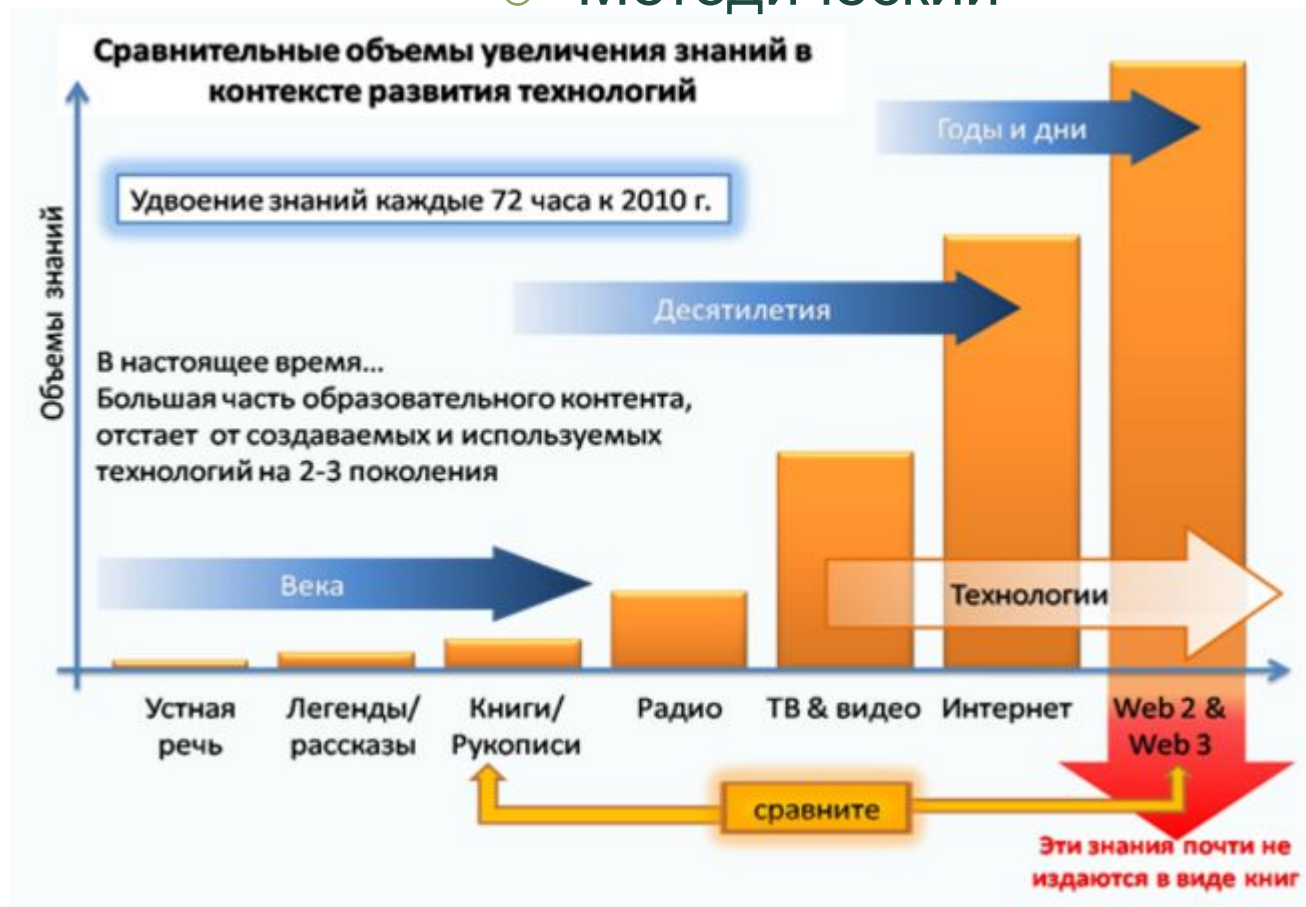 Методический
Сравнительные объемы увеличения знаний в
контексте развития технологий
Годы и дни
Удвоение знаний каждые 72 часа к 2010 г.
Объемы знаний
Десятилетия
В настоящее время...
Большая часть образовательного контента,
отстает от создаваемых и используемых
технологий на 2-3 поколения
Века
Технологии
Устная
речь
Легенды/
рассказы
Книги/
Рукописи
Радио
ТВ & видео
Интернет
Web 2 &
Web 3
сравните
Эти знания почти не
издаются в виде книг